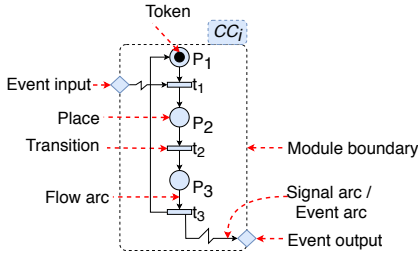 Token
CCi
P1
Event input
t1
Place
P2
Transition
t2
Module boundary
P3
Flow arc
Signal arc /
Event arc
t3
Event output